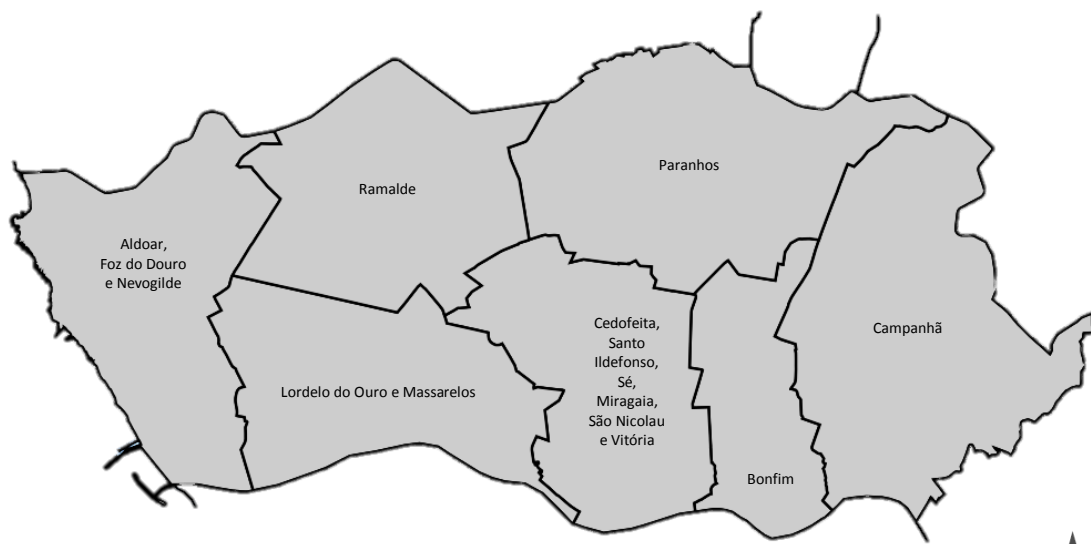 Paranhos
Ramalde
Aldoar,
Foz do Douro
e Nevogilde
Cedofeita,
Santo
Ildefonso,
Sé,
Miragaia,
São Nicolau
e Vitória
Campanhã
Lordelo do Ouro e Massarelos
Bonfim